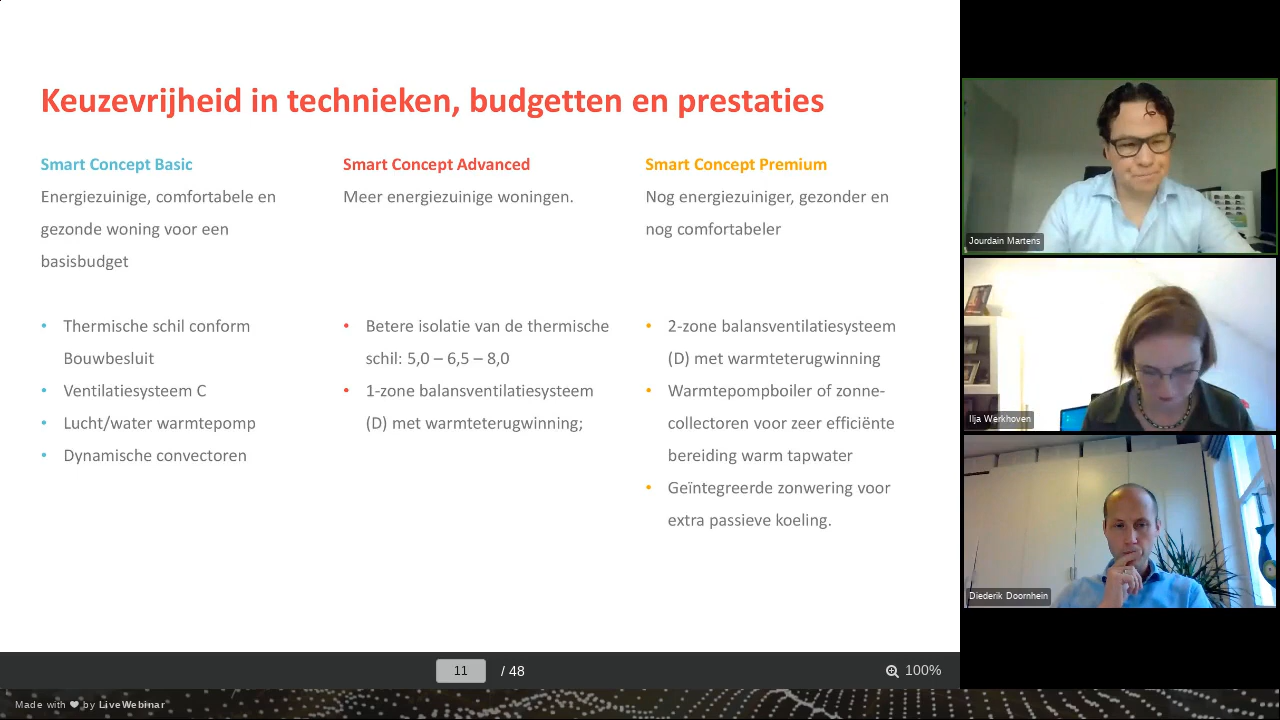 Keuzevrijheid in technieken, budgetten en prestaties
Smart Concept Basic
Energiezuinige, comfortabele en
gezonde woning voor een
basisbudget
• Thermische schil conform
Bouwbesluit
• Ventilatiesysteem C
• Lucht/water warmtepomp
• Dynamische convectoren
Smart Concept Advanced
Meer energiezuinige woningen.
• Betere isolatie van de thermische
schil: 5,0 – 6,5 – 8,0
• 1-zone balansventilatiesysteem
(D) met warmteterugwinning;
Smart Concept Premium
Nog energiezuiniger, gezonder en
nog comfortabeler
• 2-zone balansventilatiesysteem
(D) met warmteterugwinning
• Warmtepompboiler of zonne-
collectoren voor zeer efficiënte
bereiding warm tapwater
• Geïntegreerde zonwering voor
extra passieve koeling.
Jourdain Martens
Ilja Werkhoven
Diederik Doornhein
11 / 48
100%
Made with ❤ by LiveWebinar